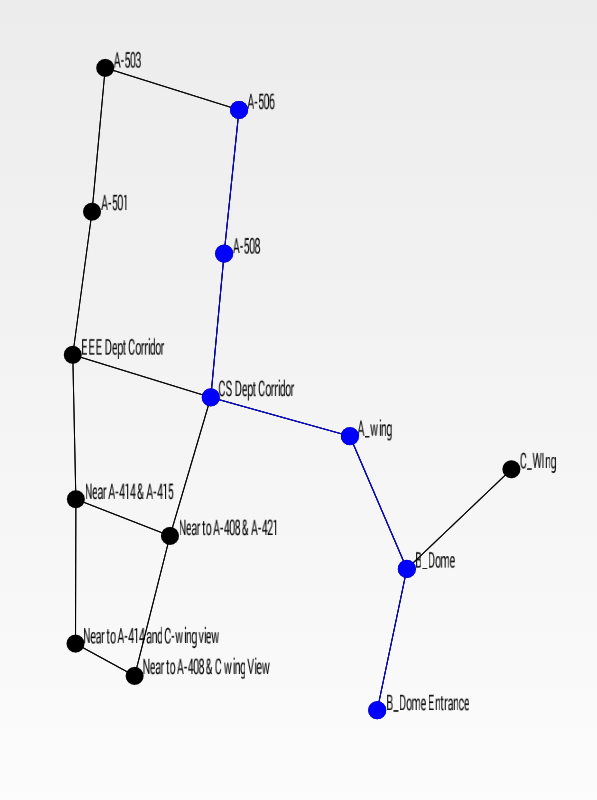 A-503
A-506
A-501
A-508
EEE Dept Corridor
CS Dept Corridor
A_wing
C_WIng
Near A-414 & A-415
Near to A-408 & A-421
B_Dome
Near to A-414 and C-wing view
Near to A-408 & C wing View
B_Dome Entrance